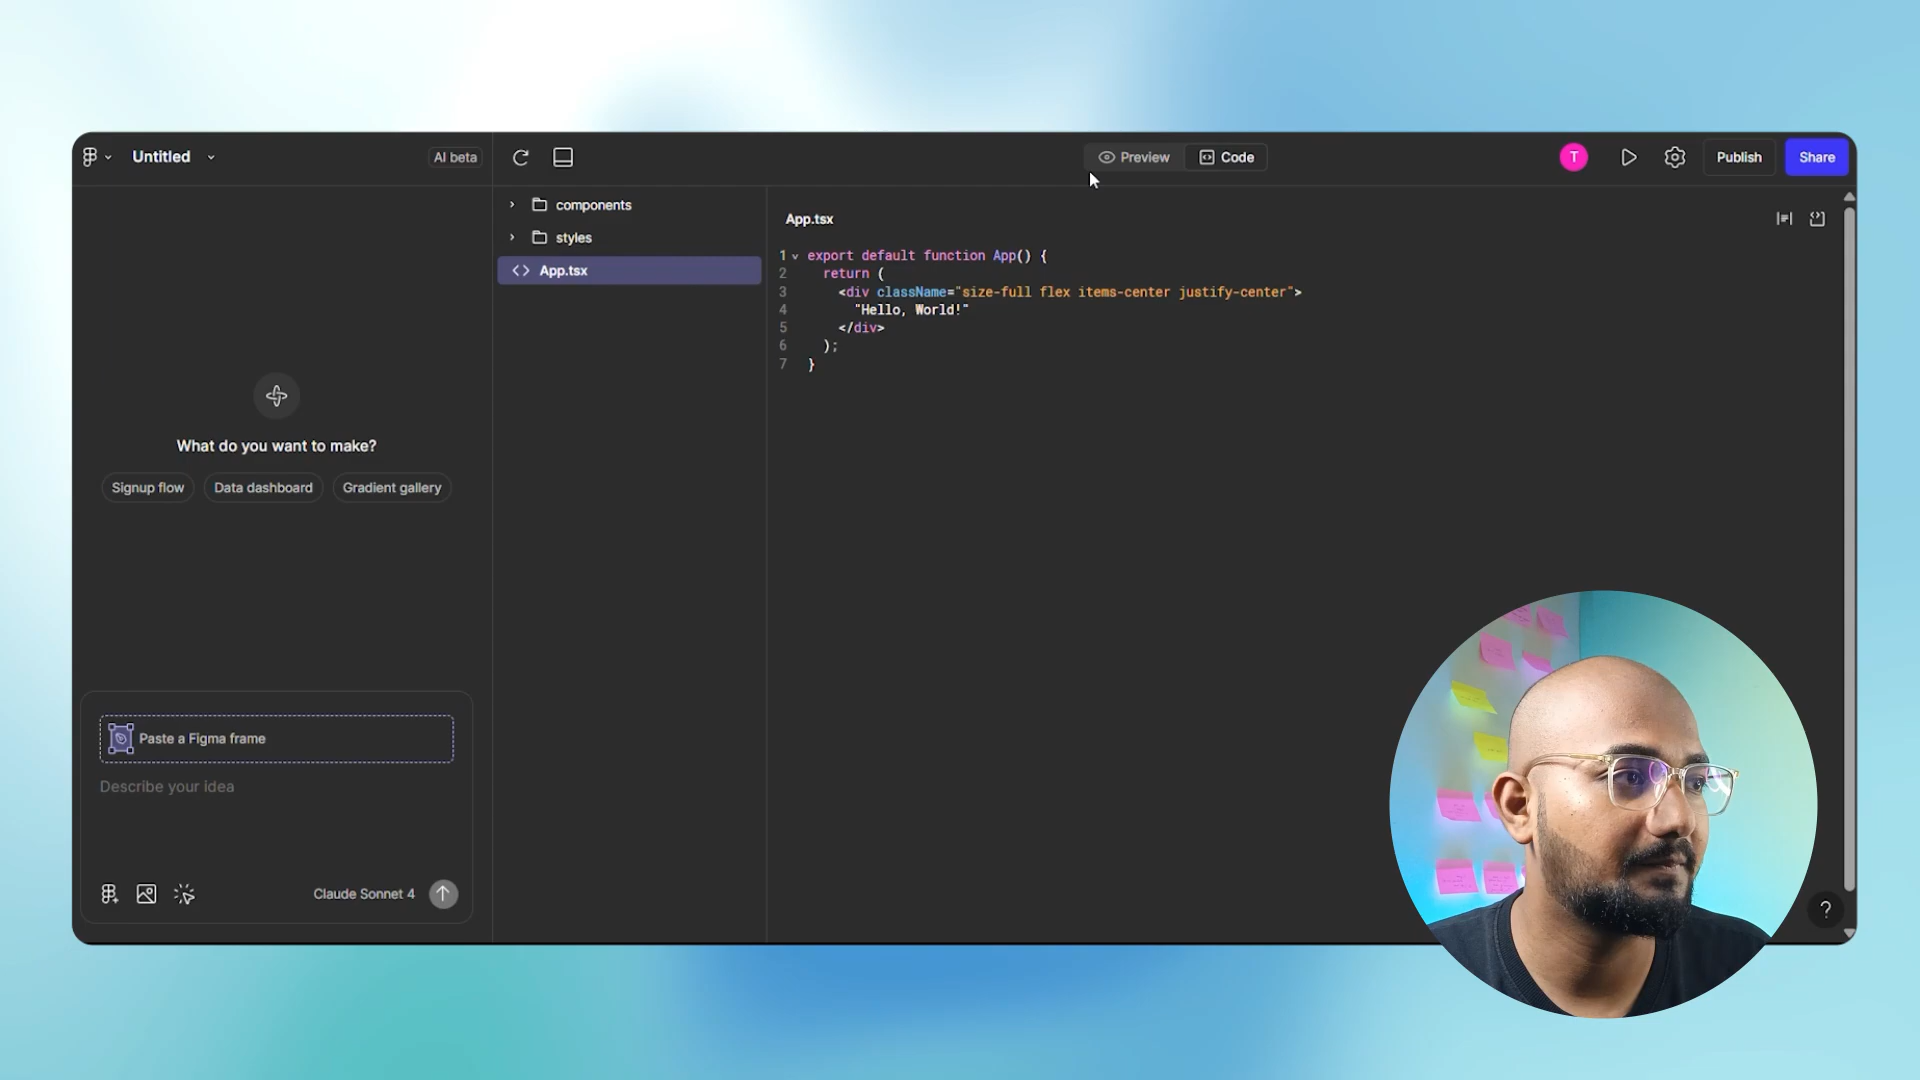 Untitled
AI beta
Preview
Code
T
Publish
Share
components
styles
App.tsx
App.tsx
1 export default function App() {
2 return (
3 <div className="size-full flex items-center justify-center">
4 "Hello, World!"
5 </div>
6 );
7 }
What do you want to make?
Signup flow
Data dashboard
Gradient gallery
Paste a Figma frame
Describe your idea
Claude Sonnet 4
?